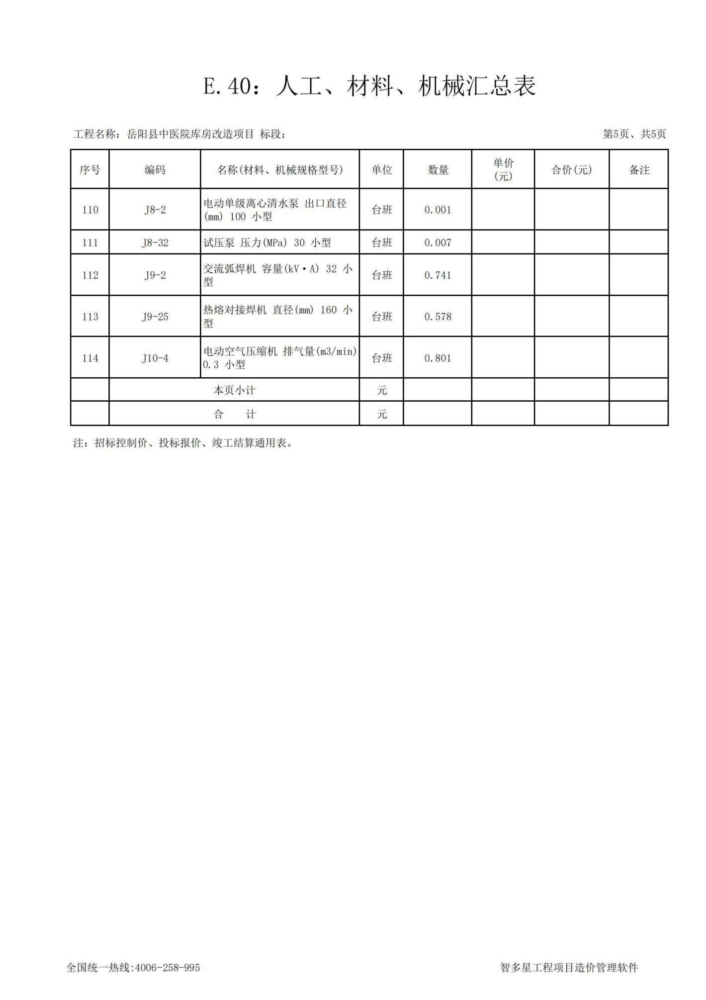 E.40：人工、材料、机械汇总表
工程名称：岳阳县中医院库房改造项目 标段：
第5页、共5页
序号 编码 名称(材料、机械规格型号) 单位 数量 单价(元) 合价(元) 备注
110 J8-2 电动单级离心清水泵 出口直径(mm) 100 小型 台班 0.001
111 J8-32 试压泵 压力(MPa) 30 小型 台班 0.007
112 J9-2 交流弧焊机 容量(kV·A) 32 小型 台班 0.741
113 J9-25 热熔对接焊机 直径(mm) 160 小型 台班 0.578
114 J10-4 电动空气压缩机 排气量(m3/min) 0.3 小型 台班 0.801
本页小计 元
合 计 元
注：招标控制价、投标报价、竣工结算通用表。
全国统一热线:4006-258-995
智多星工程项目造价管理软件